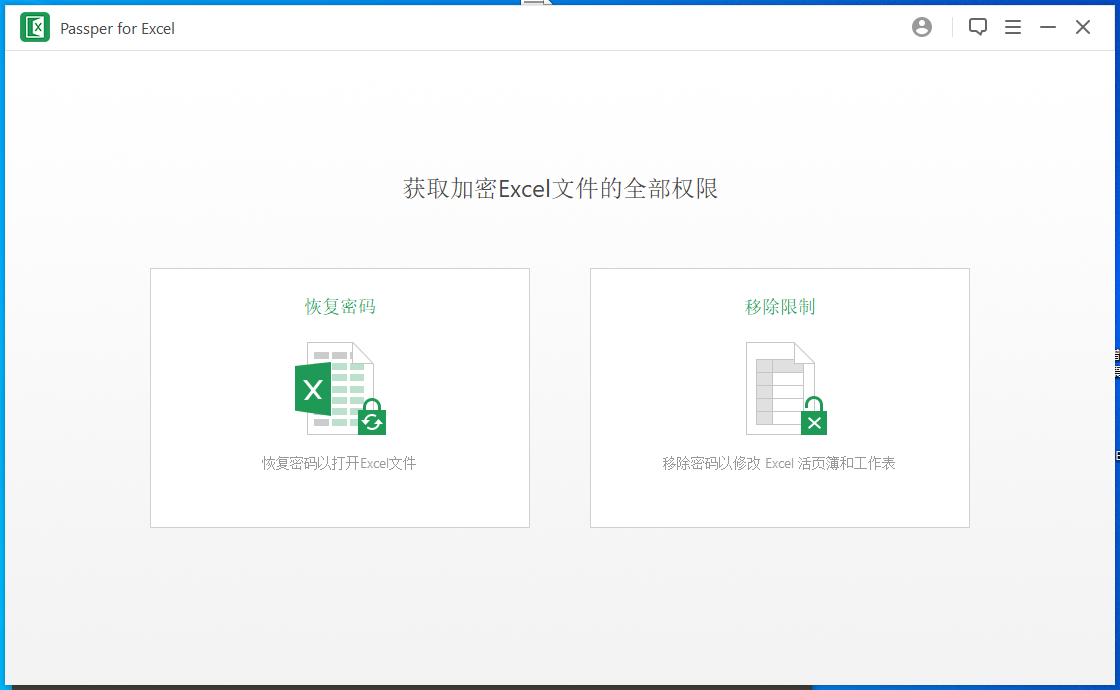 Passper for Excel
获取加密Excel文件的全部权限
恢复密码
移除限制
X
恢复密码以打开Excel文件
移除密码以修改 Excel 活页簿和工作表